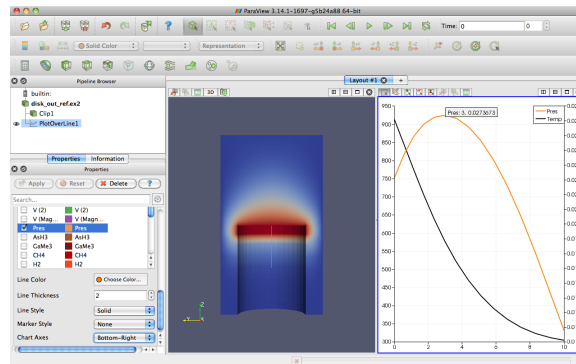 ParaView 3.14.1-1697-g5b24a88 64-bit
Time: 0
0
Solid Color
Representation
Pipeline Browser
builtin:
disk_out_ref.ex2
Clip1
PlotOverLine1
Properties
Information
Properties
Apply
Reset
Delete
?
Search...
V (2)
V (Magn...
V (2)
V (Mag...
Pres
Pres
AsH3
AsH3
GaMe3
GaMe3
CH4
CH4
H2
H2
Line Color
Choose Color...
Line Thickness
2
Line Style
Solid
Marker Style
None
Chart Axes
Bottom-Right
3D
Layout #1
+
Z
Y
Pres: 3, 0.0273673
Pres
Temp
950
900
850
800
750
700
650
600
550
500
450
400
350
300
0
2
4
6
8
10